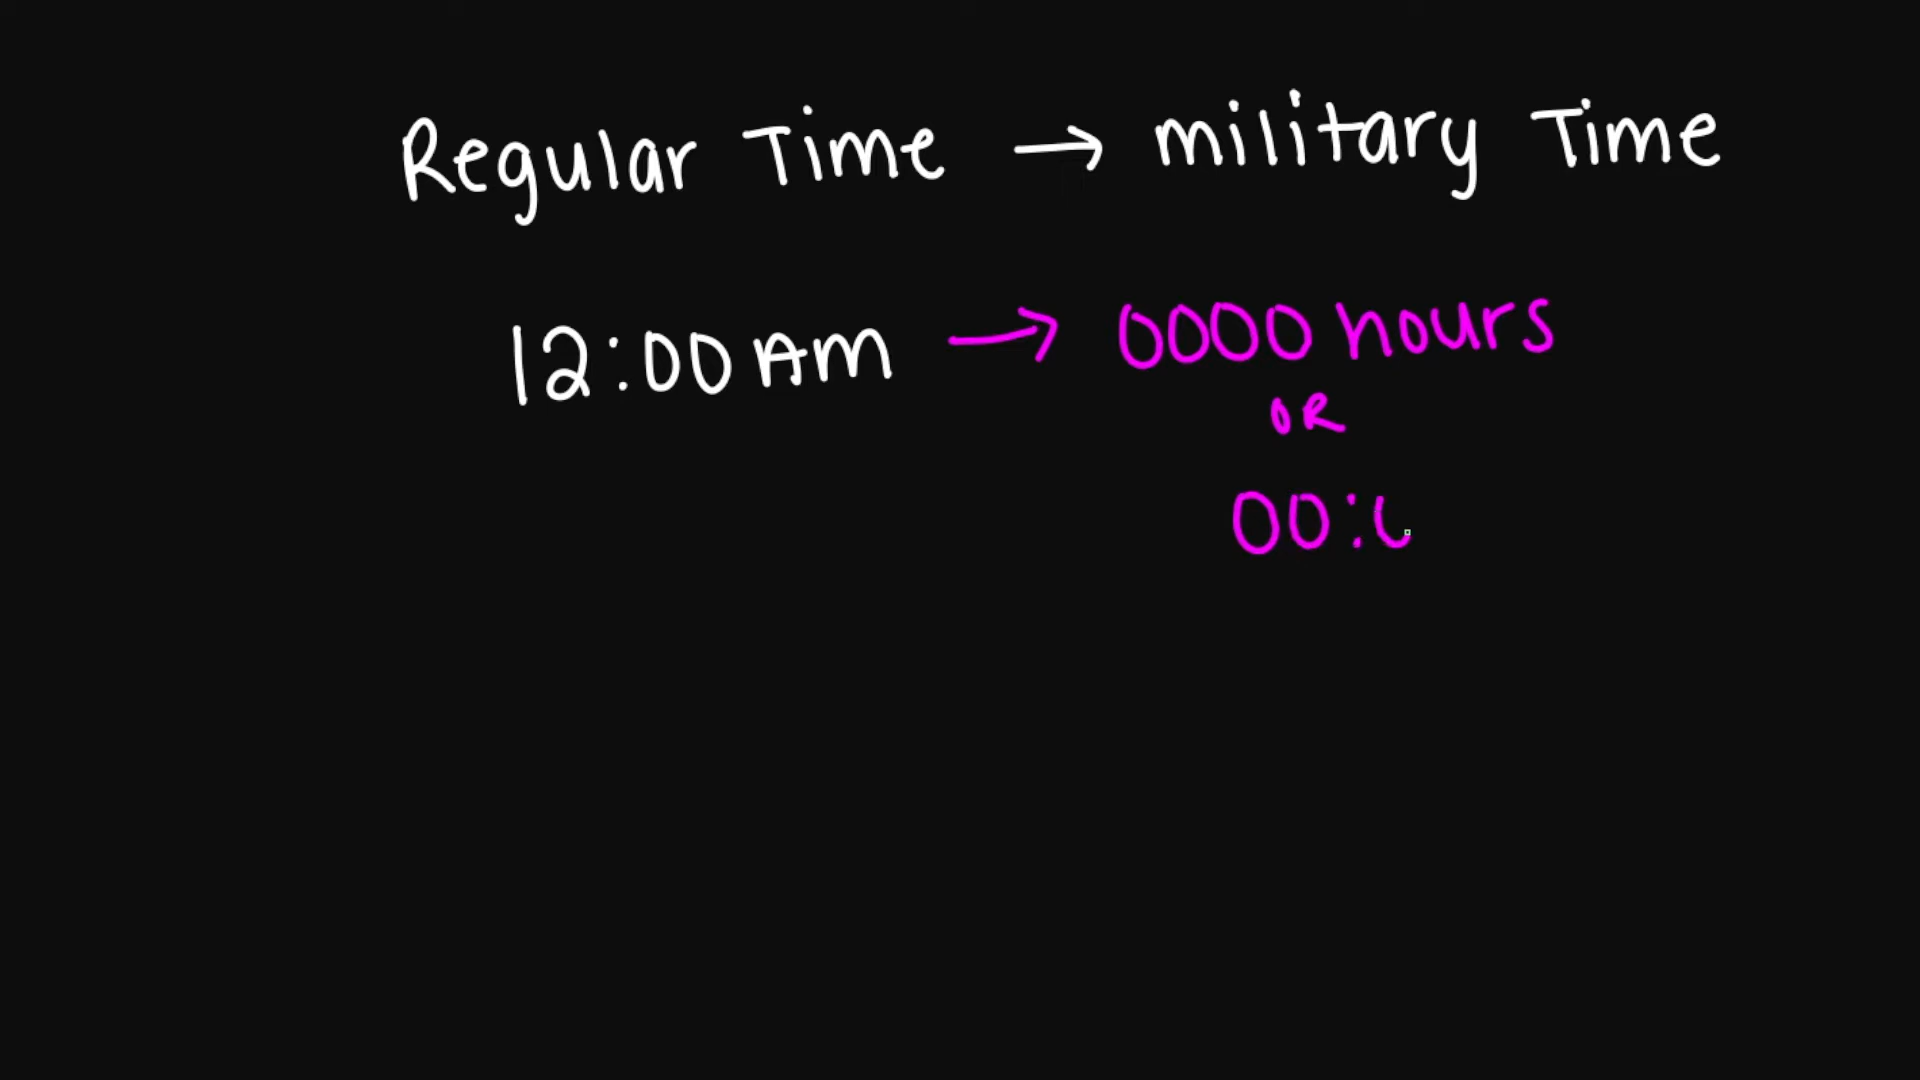 Regular Time → military Time
12:00 AM → 0000 hours
OR
00: